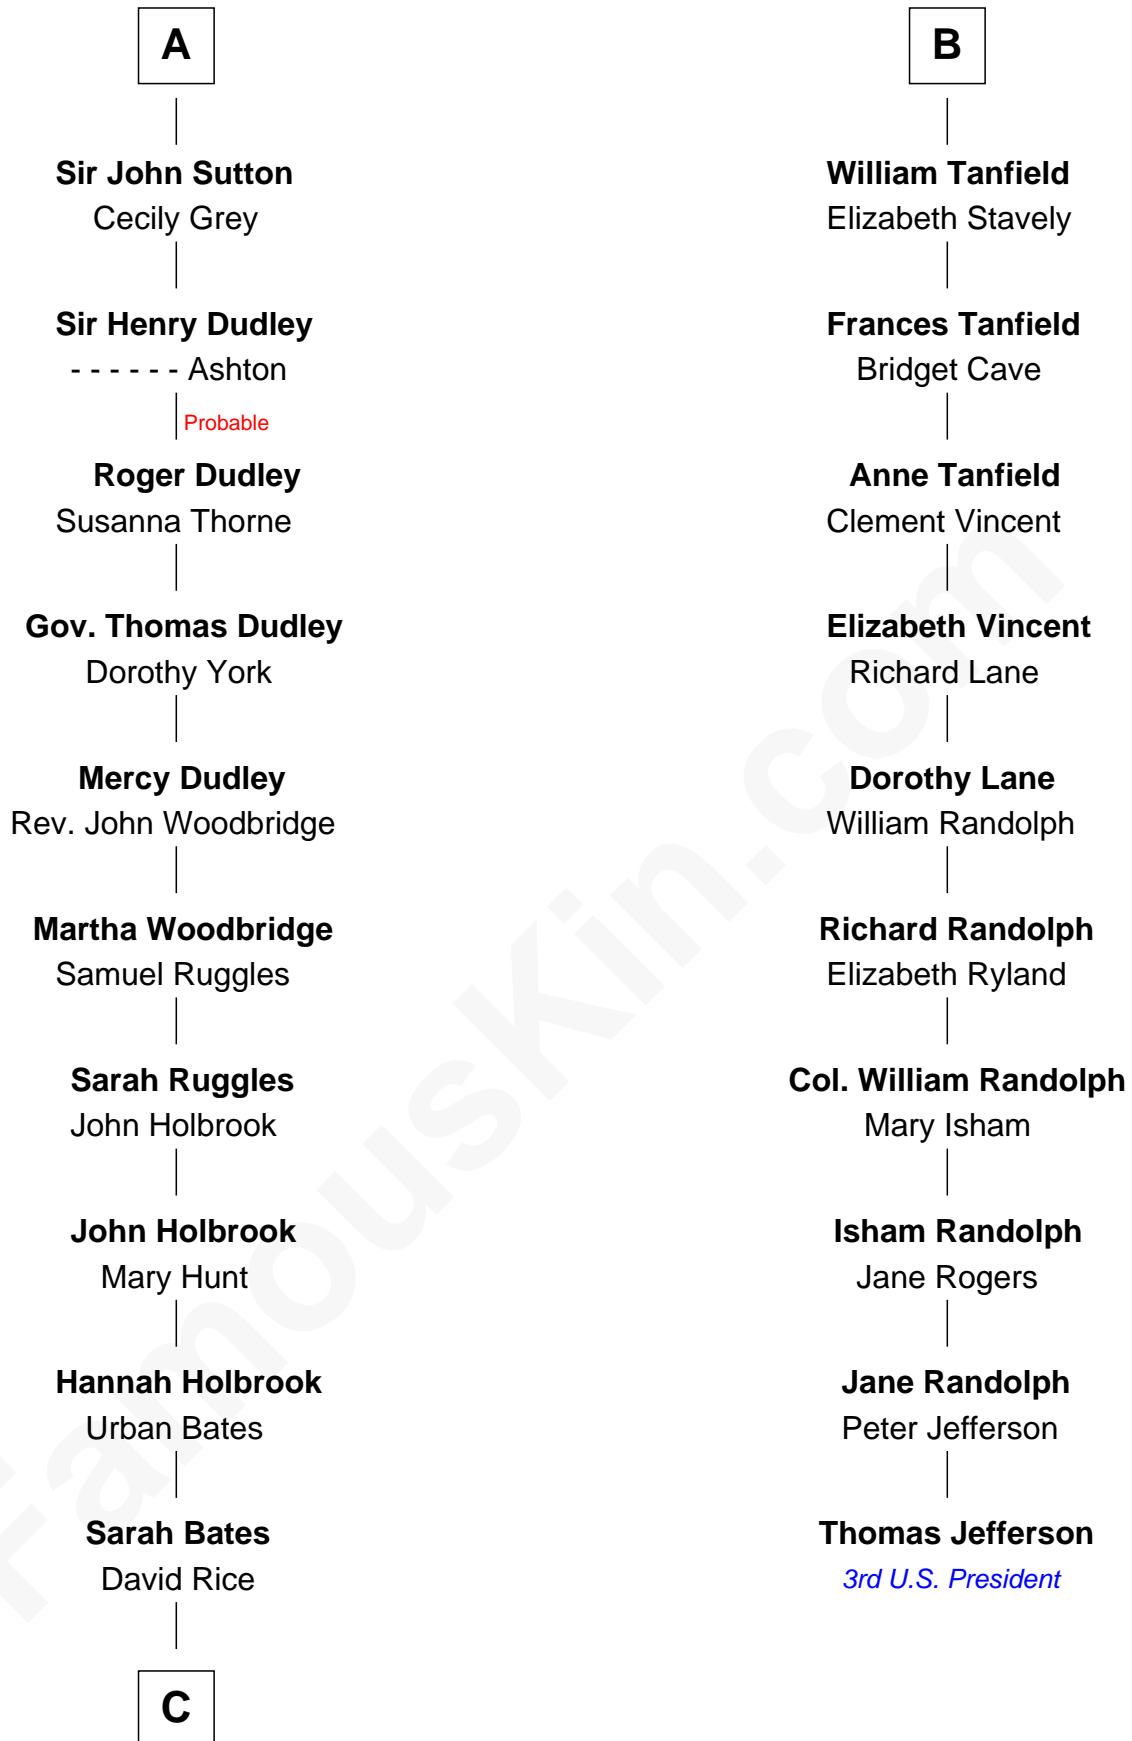 A
Sir John Sutton
Cecily Grey
Sir Henry Dudley
- - - - - - Ashton
Probable
Roger Dudley
Susanna Thorne
Gov. Thomas Dudley
Dorothy York
Mercy Dudley
Rev. John Woodbridge
Martha Woodbridge
Samuel Ruggles
Sarah Ruggles
John Holbrook
John Holbrook
Mary Hunt
Hannah Holbrook
Urban Bates
Sarah Bates
David Rice
C
B
William Tanfield
Elizabeth Stavely
Frances Tanfield
Bridget Cave
Anne Tanfield
Clement Vincent
Elizabeth Vincent
Richard Lane
Dorothy Lane
William Randolph
Richard Randolph
Elizabeth Ryland
Col. William Randolph
Mary Isham
Isham Randolph
Jane Rogers
Jane Randolph
Peter Jefferson
Thomas Jefferson
3rd U.S. President
FamousKin.com